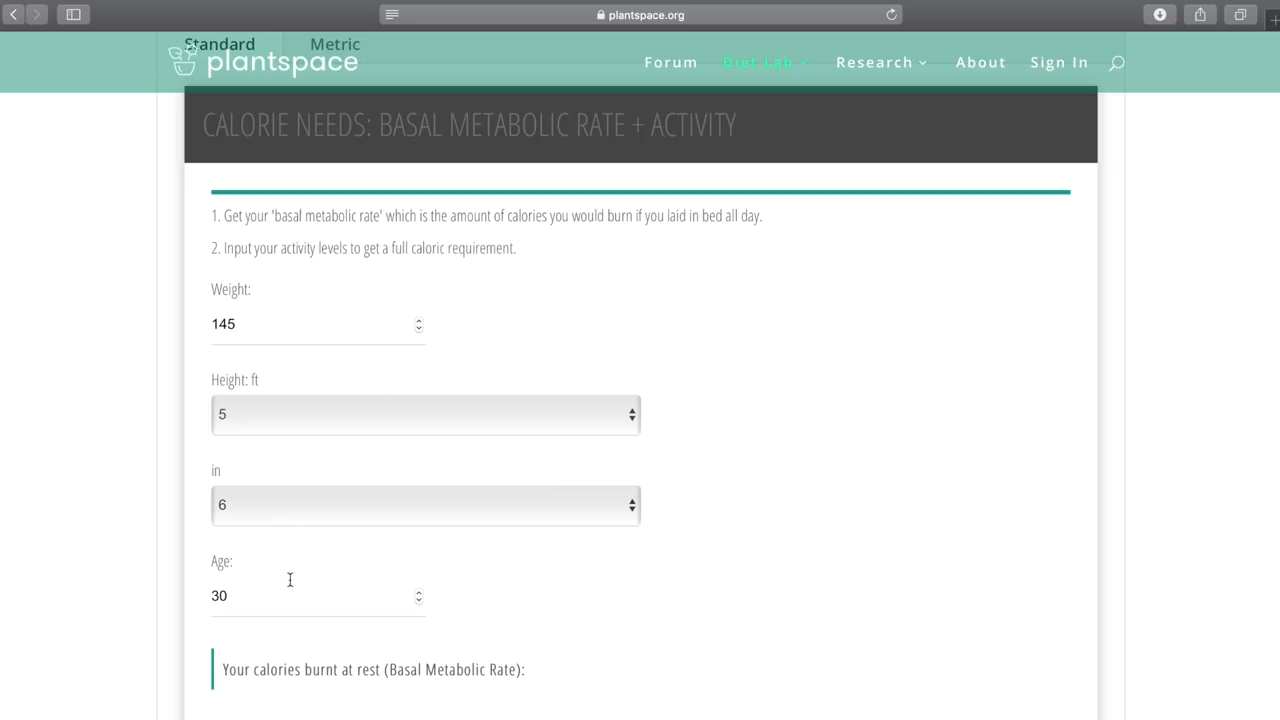 plantspace.org
Standard
Metric
plantspace
Forum
Diet Lab
Research
About
Sign In
CALORIE NEEDS: BASAL METABOLIC RATE + ACTIVITY
1. Get your 'basal metabolic rate' which is the amount of calories you would burn if you laid in bed all day.
2. Input your activity levels to get a full caloric requirement.
Weight:
145
Height: ft
5
in
6
Age:
30
Your calories burnt at rest (Basal Metabolic Rate):